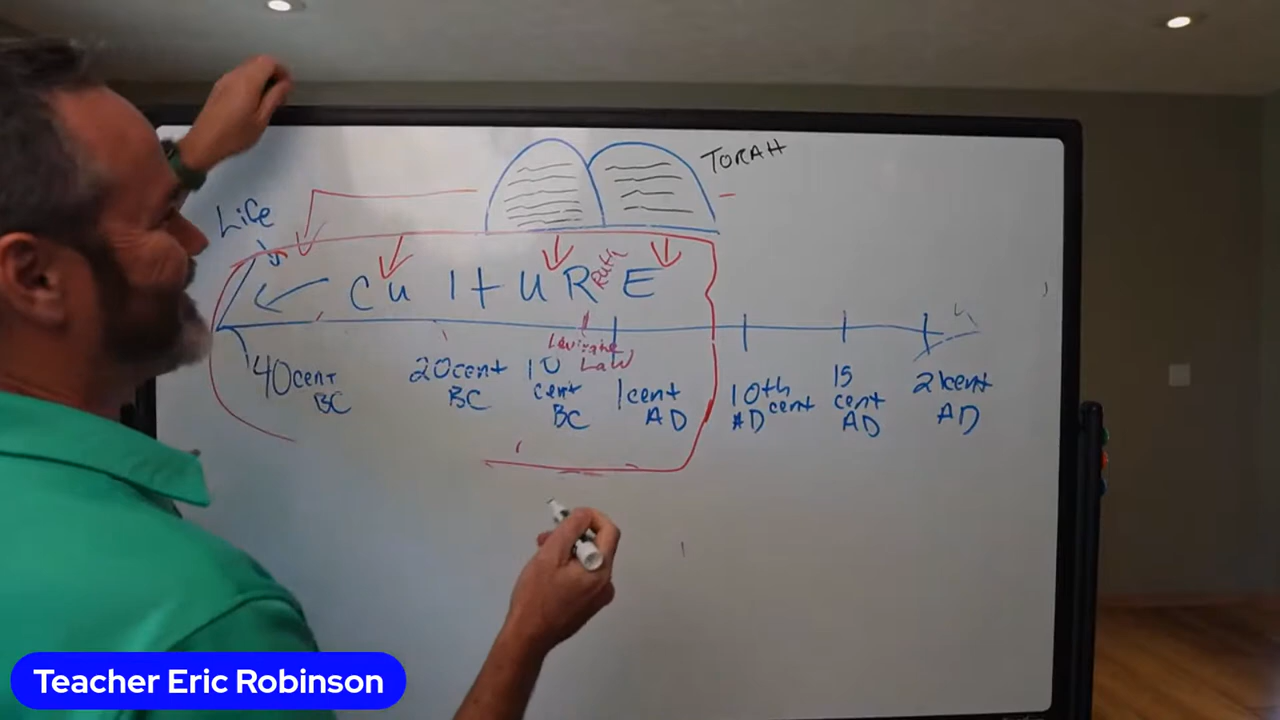 TORAH
Life
CultURE
Ruth
Levirate
Law
40cent
BC
20cent
BC
10
cent
BC
1cent
AD
10th
AD cent
15
cent
AD
21cent
AD
Teacher Eric Robinson